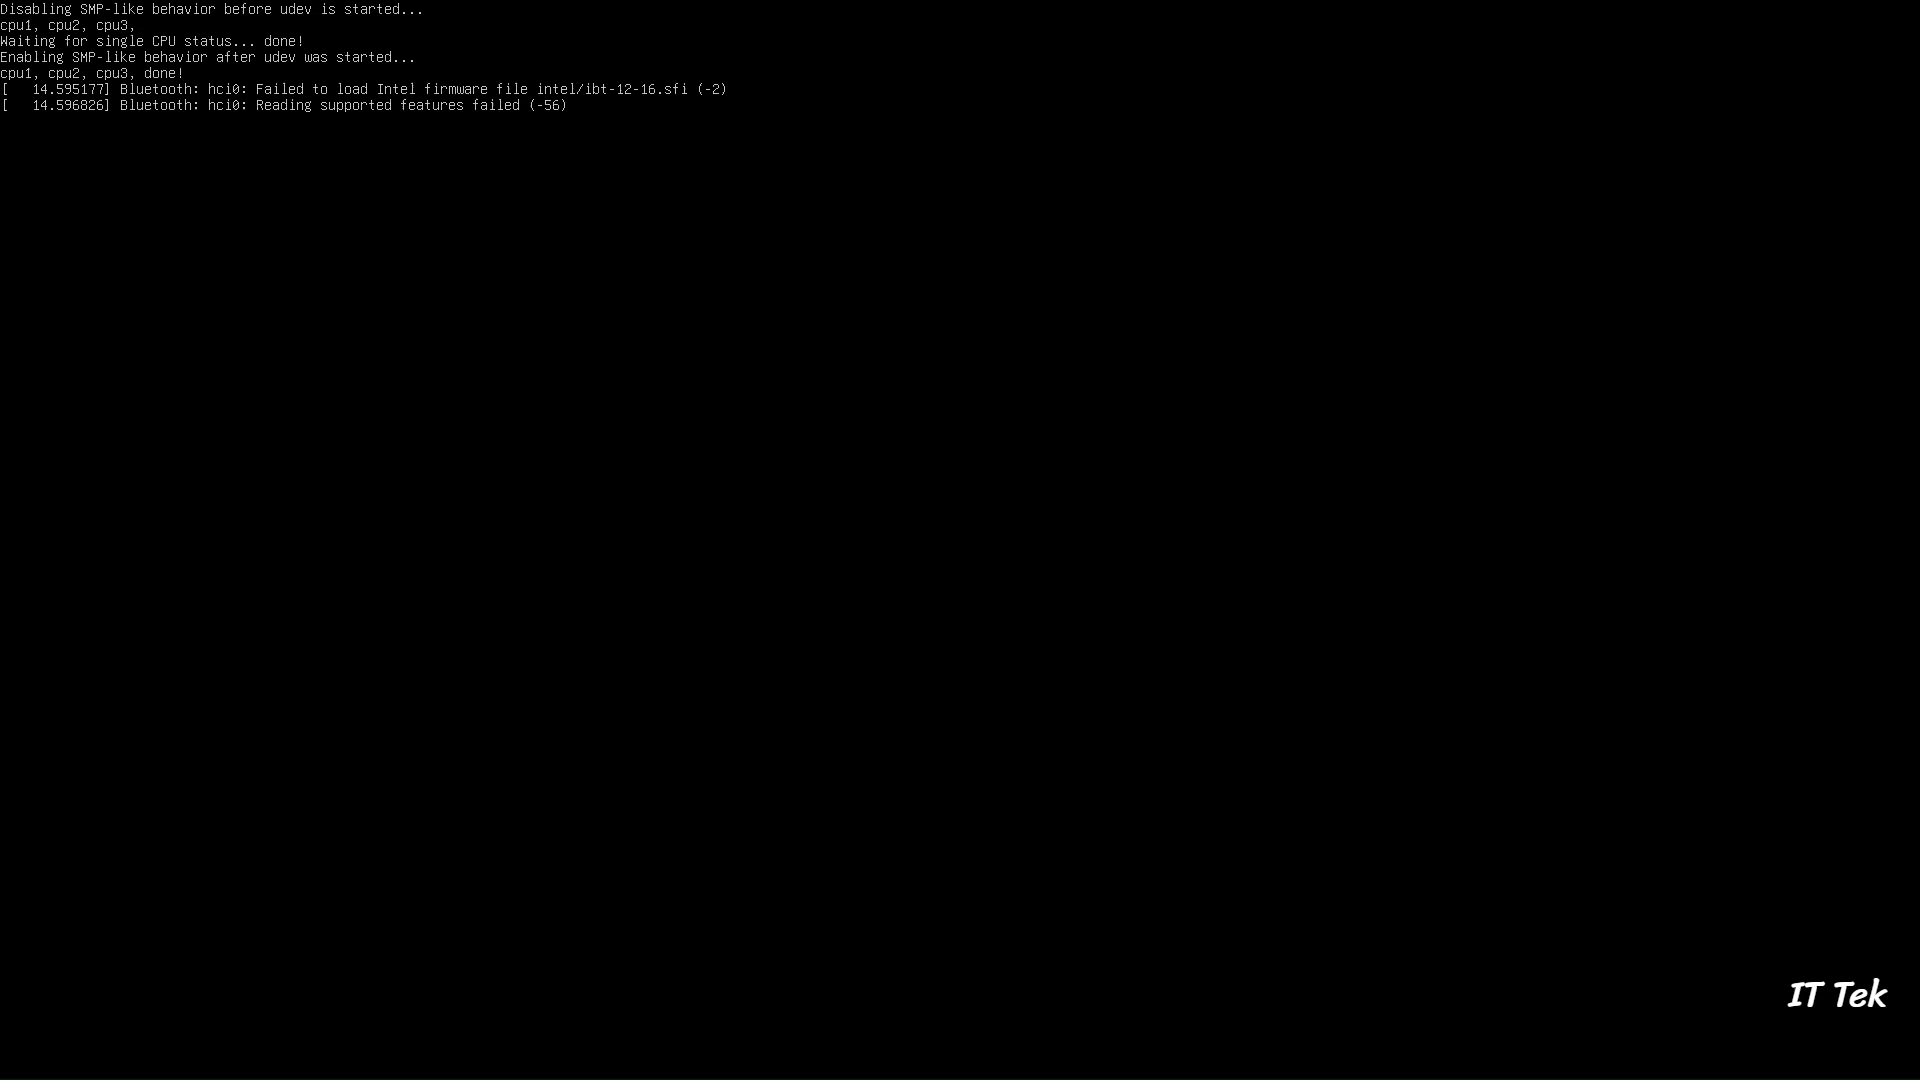 Disabling SMP-like behavior before udev is started...
cpu1, cpu2, cpu3,
Waiting for single CPU status... done!
Enabling SMP-like behavior after udev was started...
cpu1, cpu2, cpu3, done!
[   14.595177] Bluetooth: hci0: Failed to load Intel firmware file intel/ibt-12-16.sfi (-2)
[   14.596826] Bluetooth: hci0: Reading supported features failed (-56)
IT Tek